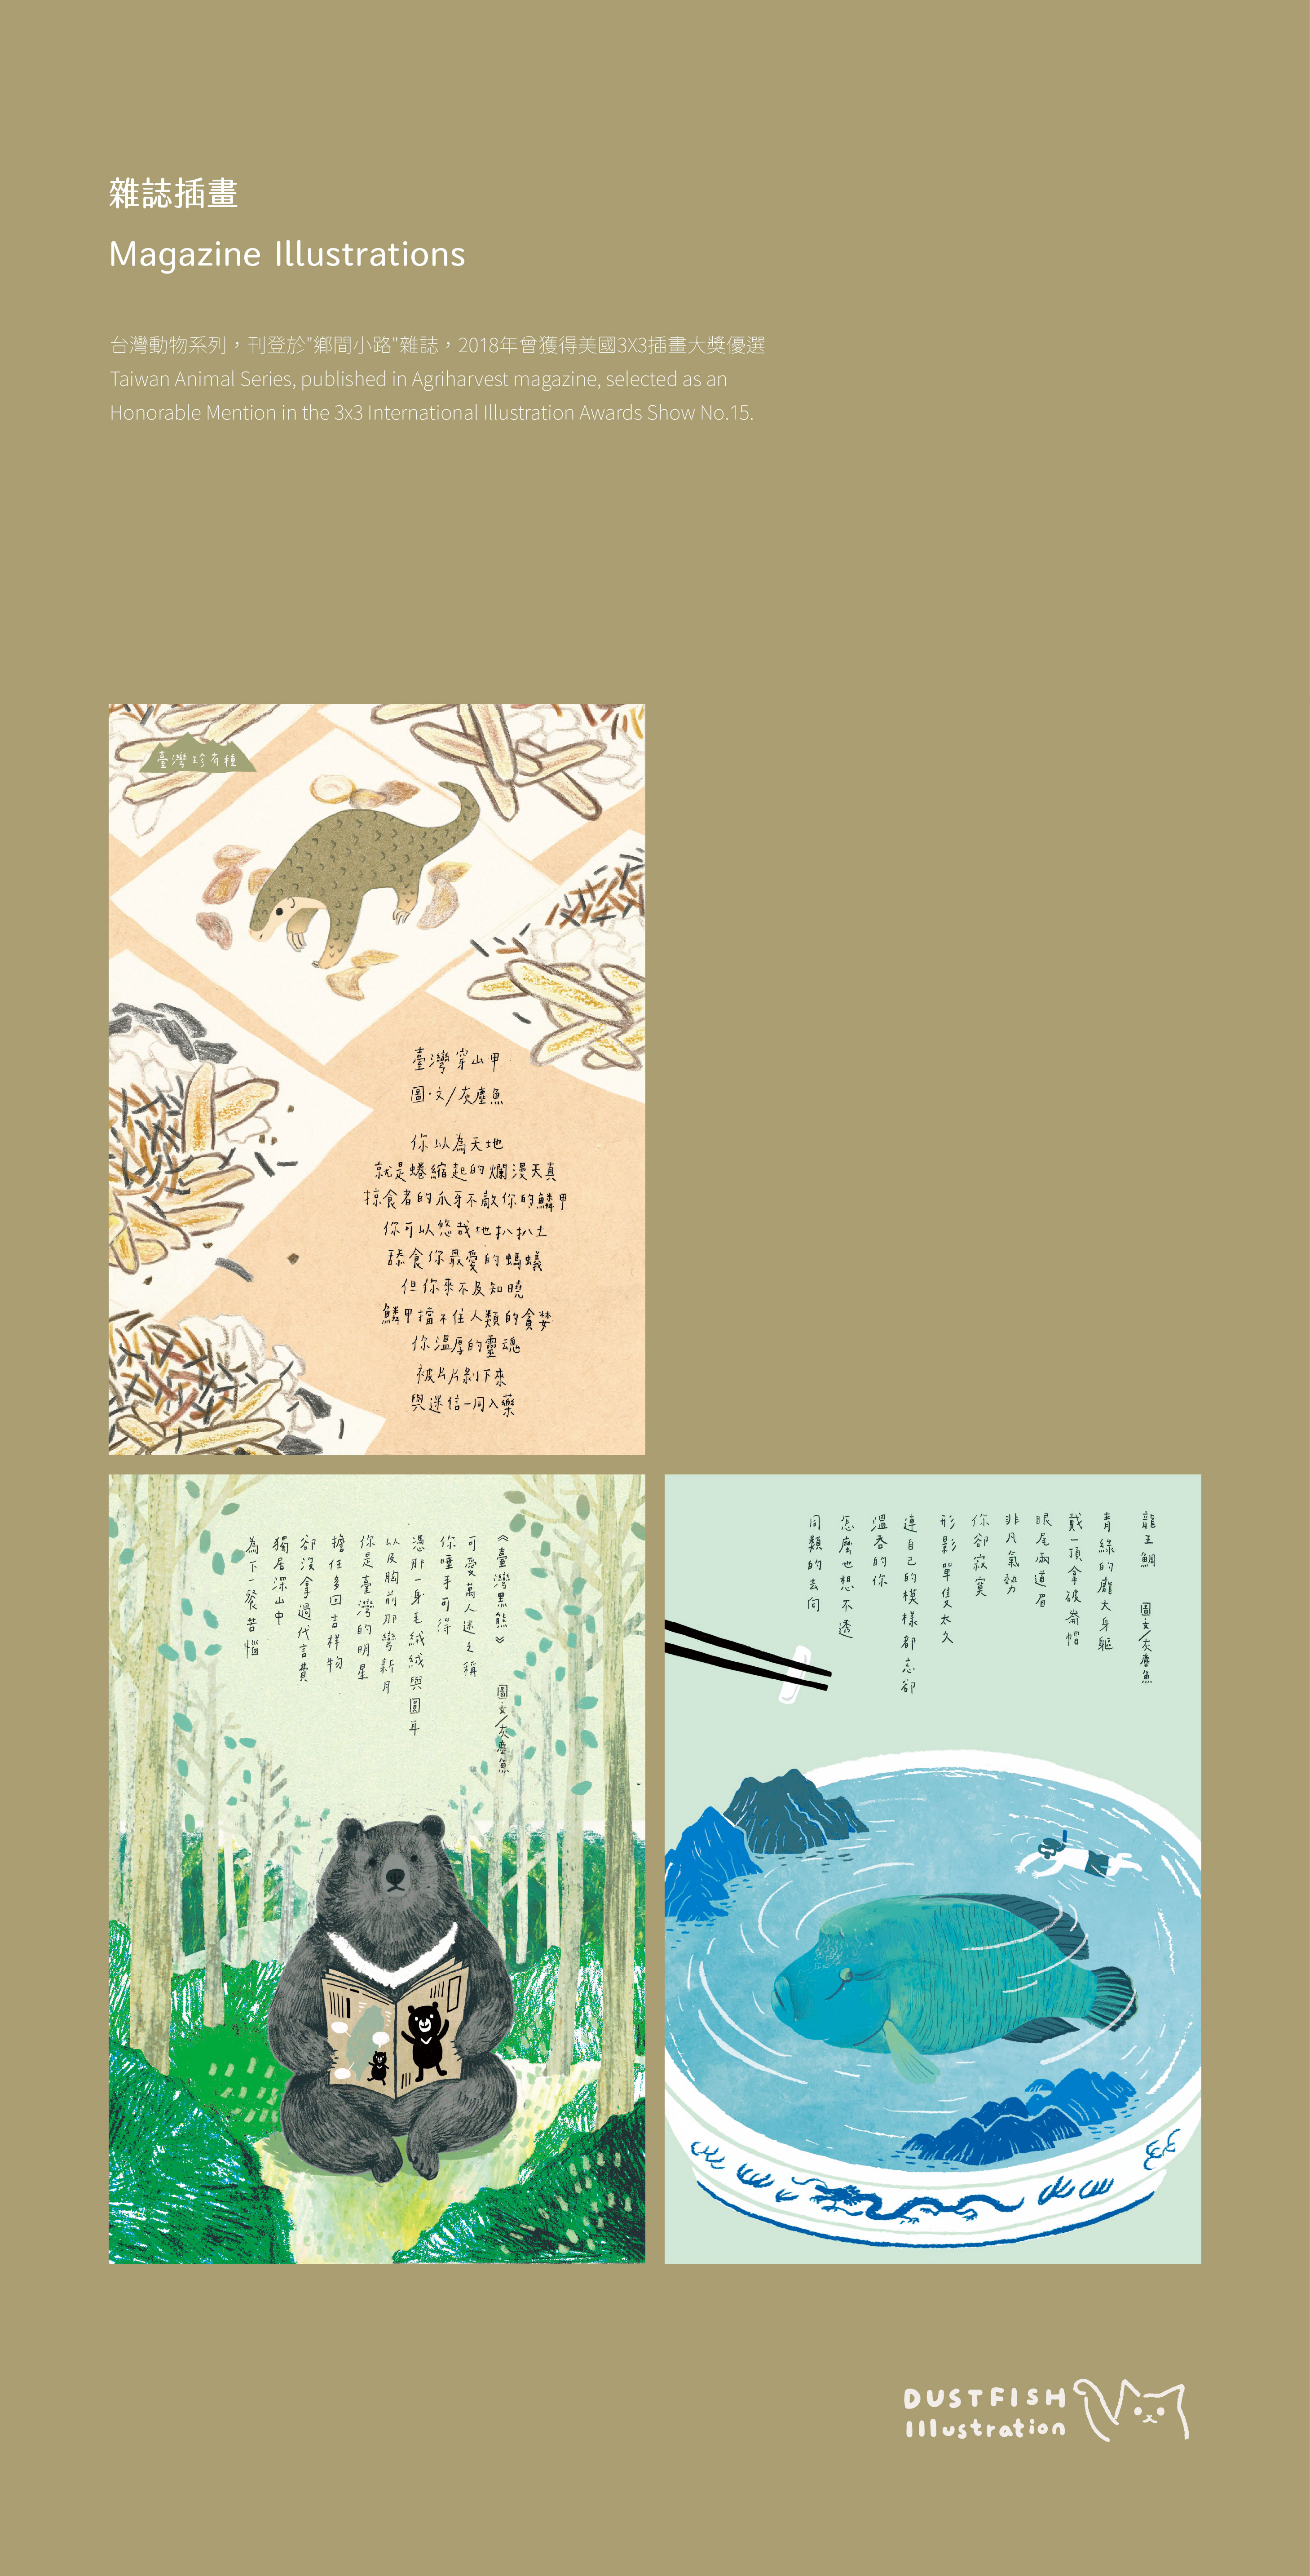 雜誌插畫
Magazine Illustrations
台灣動物系列，刊登於"鄉間小路"雜誌，2018年曾獲得美國3X3插畫大獎優選
Taiwan Animal Series, published in Agriharvest magazine, selected as an
Honorable Mention in the 3x3 International Illustration Awards Show No.15.
臺灣珍有種
臺灣穿山甲
圖·文/灰塵魚
你以為天地
就是蜷縮起的爛漫天真
掠食者的爪牙不敵你的鱗甲
你可以悠哉地扒扒土
舔食你最愛的螞蟻
但你來不及知曉
鱗甲擋不住人類的貪婪
你溫厚的靈魂
被片片剝下來
與迷信一同入藥
《臺灣黑熊》 圖·文/灰塵魚
可愛萬人迷之稱
你唾手可得
憑那一身毛絨絨與圓耳
以及胸前那彎新月
你是臺灣的明星
擔任多回吉祥物
卻沒拿過代言費
獨居深山中
為下一餐苦惱
龍王鯛 圖·文/灰塵魚
青綠的龐大身軀
戴一頂拿破崙帽
眼尾兩道眉
非凡氣勢
你卻寂寞
形影單隻太久
連自己的模樣都忘卻
溫吞的你
怎麼也想不透
同類的去向
DUSTFISH
Illustration